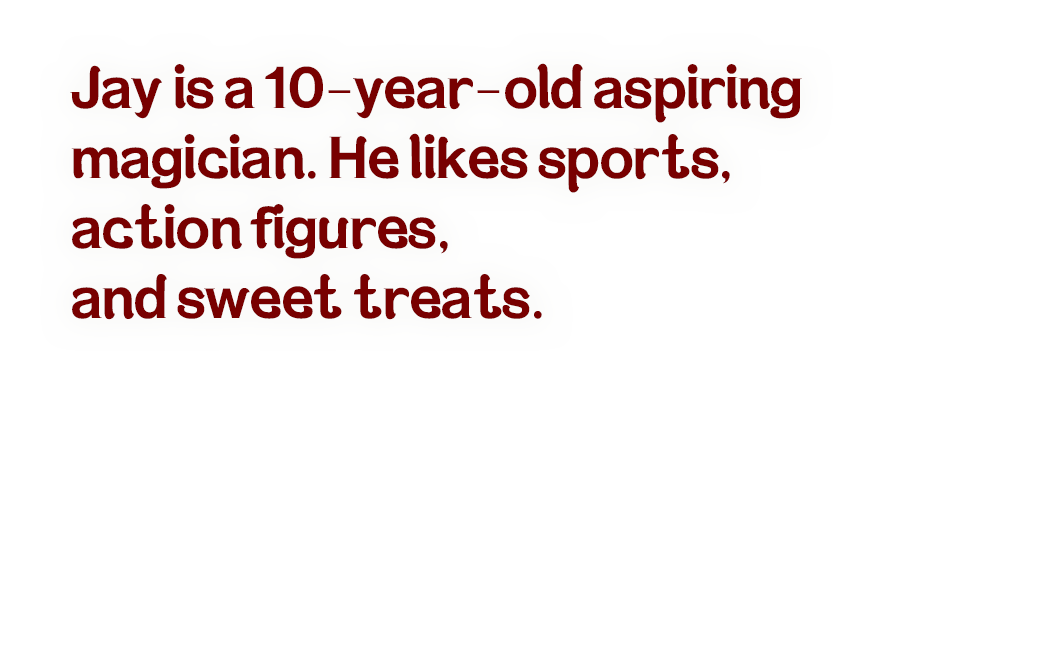 Jay is a 10-year-old aspiring
magician. He likes sports,
action figures,
and sweet treats.